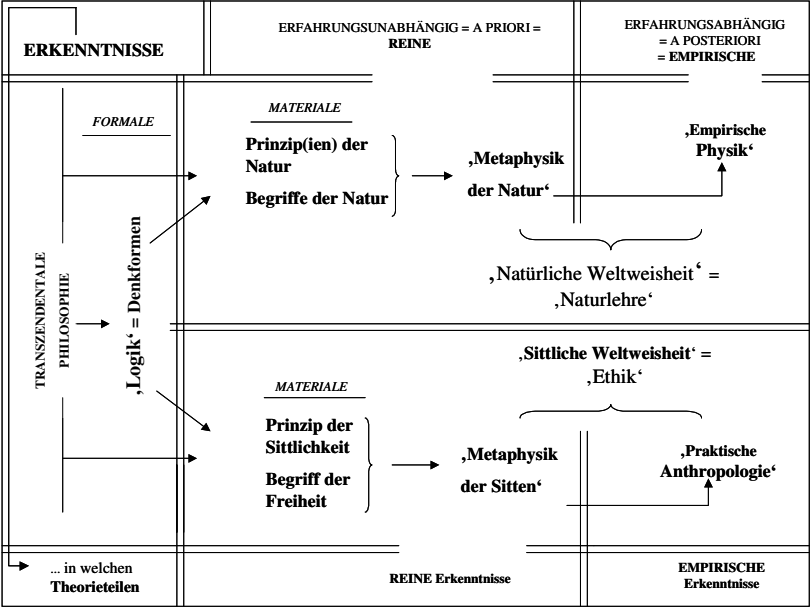 ERKENNTNISSE
ERFAHRUNGSUNABHÄNGIG = A PRIORI =
REINE
ERFAHRUNGSABHÄNGIG
= A POSTERIORI
= EMPIRISCHE
FORMALE
MATERIALE
Prinzip(ien) der
Natur
Begriffe der Natur
‚Metaphysik
der Natur‘
‚Empirische
Physik‘
‚Natürliche Weltweisheit‘ =
‚Naturlehre‘
TRANSZENDENTALE
PHILOSOPHIE
‚Logik‘ = Denkformen
‚Sittliche Weltweisheit‘ =
‚Ethik‘
MATERIALE
Prinzip der
Sittlichkeit
Begriff der
Freiheit
‚Metaphysik
der Sitten‘
‚Praktische
Anthropologie‘
... in welchen
Theorieteilen
REINE Erkenntnisse
EMPIRISCHE
Erkenntnisse